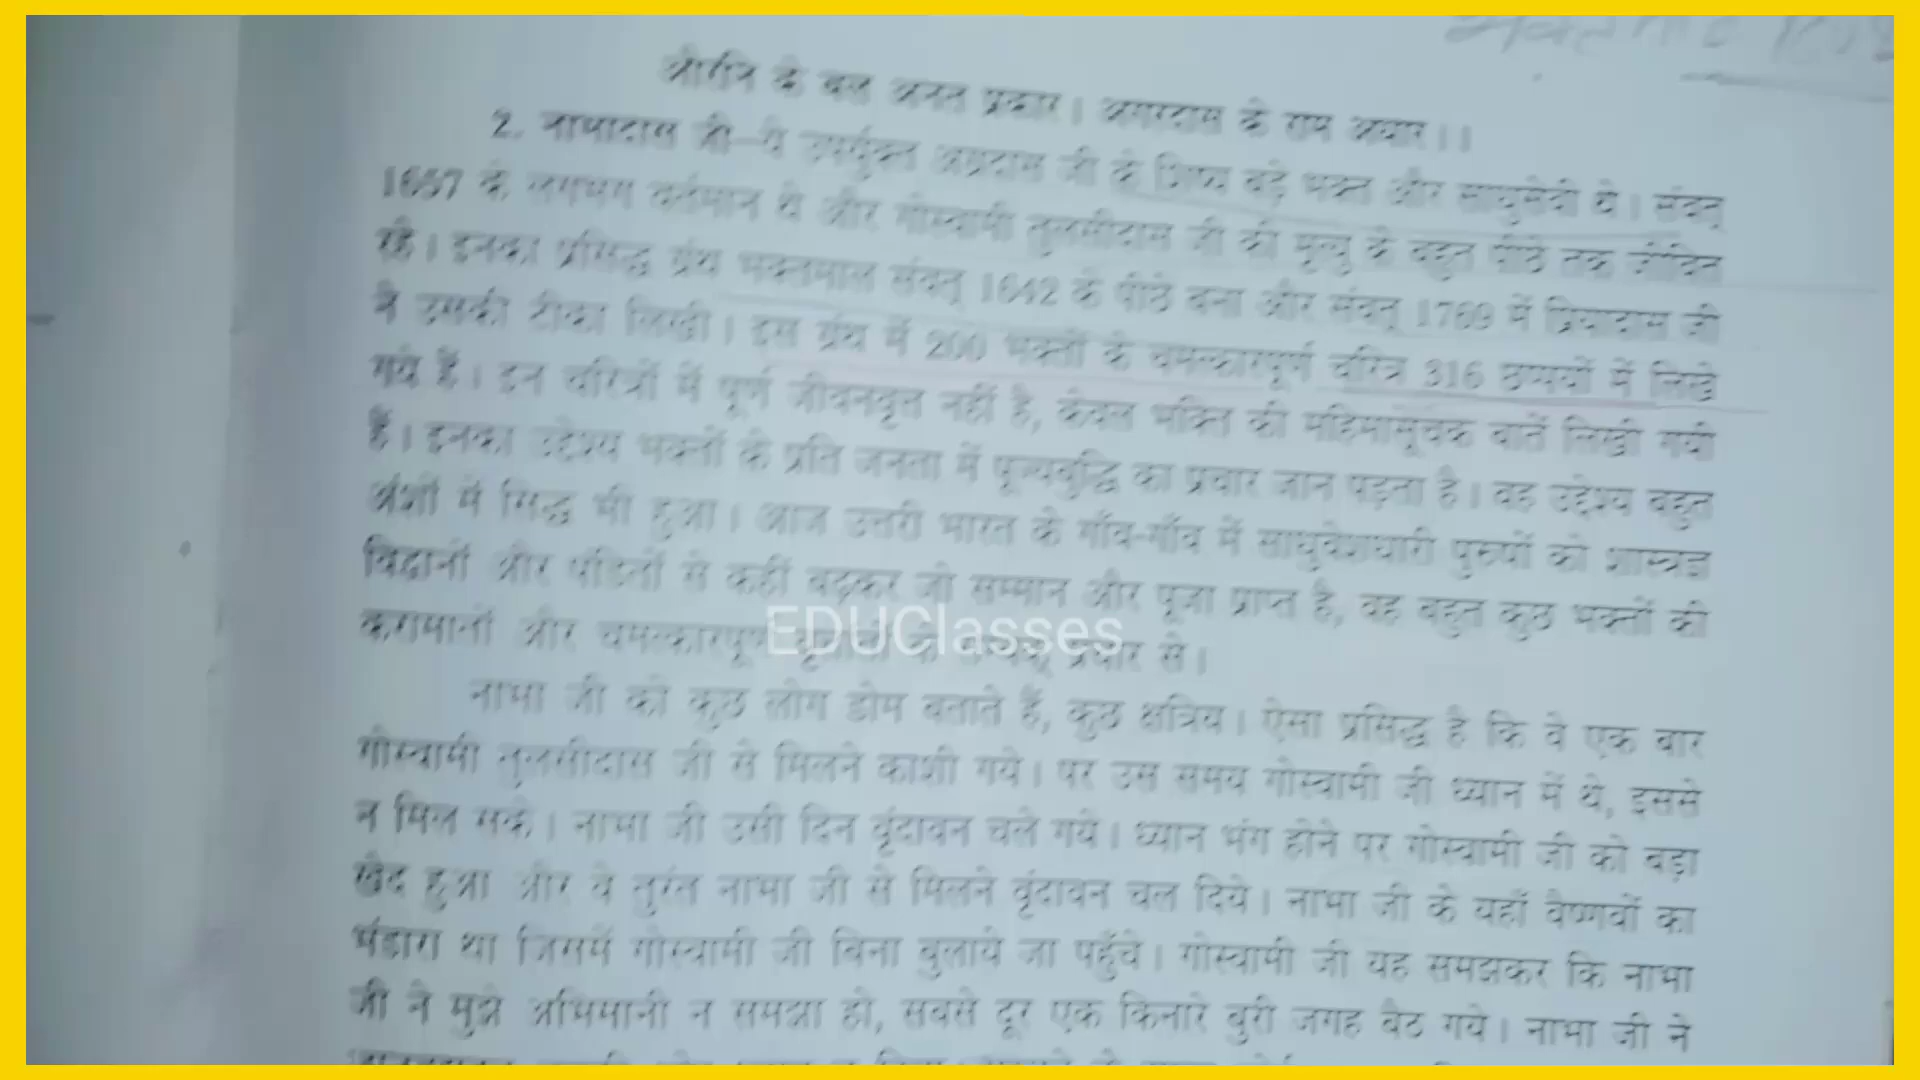 औरनि के बल अनत प्रकार। अगरदास के राम अधार।।
2. नाभादास जी—ये उपर्युक्त अग्रदास जी के शिष्य बड़े भक्त और साधुसेवी थे। संवत्
1657 के लगभग वर्तमान थे और गोस्वामी तुलसीदास जी की मृत्यु के बहुत पीछे तक जीवित
रहे। इनका प्रसिद्ध ग्रंथ भक्तमाल संवत् 1642 के पीछे बना और संवत् 1769 में प्रियादास जी
ने उसकी टीका लिखी। इस ग्रंथ में 200 भक्तों के चमत्कारपूर्ण चरित्र 316 छप्पयों में लिखे
गये हैं। इन चरित्रों में पूर्ण जीवनवृत्त नहीं है, केवल भक्ति की महिमासूचक बातें लिखी गयी
हैं। इनका उद्देश्य भक्तों के प्रति जनता में पूज्यबुद्धि का प्रचार जान पड़ता है। वह उद्देश्य बहुत
अंशों में सिद्ध भी हुआ। आज उत्तरी भारत के गाँव-गाँव में साधुवेशधारी पुरुषों को शास्त्रज्ञ
विद्वानों और पंडितों से कहीं बढ़कर जो सम्मान और पूजा प्राप्त है, वह बहुत कुछ भक्तों की
करामातों और चमत्कारपूर्ण वृत्तांतों के सम्यक् प्रचार से।
EDUClasses
नाभा जी को कुछ लोग डोम बताते हैं, कुछ क्षत्रिय। ऐसा प्रसिद्ध है कि वे एक बार
गोस्वामी तुलसीदास जी से मिलने काशी गये। पर उस समय गोस्वामी जी ध्यान में थे, इससे
न मिल सके। नाभा जी उसी दिन वृंदावन चले गये। ध्यान भंग होने पर गोस्वामी जी को बड़ा
खेद हुआ और वे तुरंत नाभा जी से मिलने वृंदावन चल दिये। नाभा जी के यहाँ वैष्णवों का
भंडारा था जिसमें गोस्वामी जी बिना बुलाये जा पहुँचे। गोस्वामी जी यह समझकर कि नाभा
जी ने मुझे अभिमानी न समझा हो, सबसे दूर एक किनारे बुरी जगह बैठ गये। नाभा जी ने